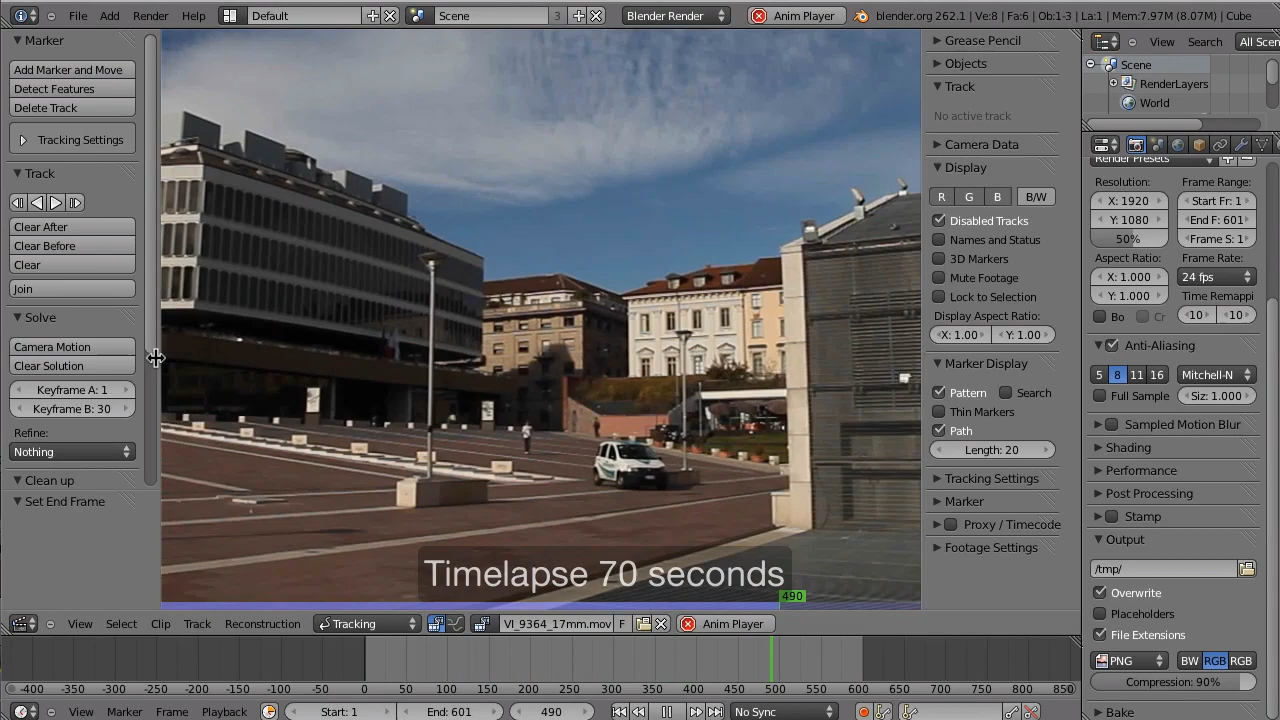 File Add Render Help Default Scene 3 Blender Render Anim Player blender.org 262.1 | Ve:8 | Fa:6 | Ob:1-3 | La:1 | Mem:7.97M (8.07M) | Cube
Marker
Add Marker and Move
Detect Features
Delete Track
Tracking Settings
Track
Clear After
Clear Before
Clear
Join
Solve
Camera Motion
Clear Solution
Keyframe A: 1
Keyframe B: 30
Refine:
Nothing
Clean up
Set End Frame
Timelapse 70 seconds
490
Grease Pencil
Objects
Track
No active track
Camera Data
Display
R G B B/W
Disabled Tracks
Names and Status
3D Markers
Mute Footage
Lock to Selection
Display Aspect Ratio:
X: 1.00 Y: 1.00
Marker Display
Pattern Search
Thin Markers
Path
Length: 20
Tracking Settings
Marker
Proxy / Timecode
Footage Settings
View Search All Scen
Scene
RenderLayers
World
Render Presets
Resolution: Frame Range:
X: 1920 Start Fr: 1
Y: 1080 End F: 601
50% Frame S: 1
Aspect Ratio: Frame Rate:
X: 1.000 24 fps
Y: 1.000 Time Remappi
Bo Cr 10 10
Anti-Aliasing
5 8 11 16 Mitchell-N
Full Sample Siz: 1.000
Sampled Motion Blur
Shading
Performance
Post Processing
Stamp
Output
/tmp/
Overwrite
Placeholders
File Extensions
PNG BW RGB RGB
Compression: 90%
Bake
View Select Clip Track Reconstruction Tracking VI_9364_17mm.mov F Anim Player
-400 -350 -300 -250 -200 -150 -100 -50 0 50 100 150 200 250 300 350 400 450 500 550 600 650 700 750 800 850
View Marker Frame Playback Start: 1 End: 601 490 No Sync